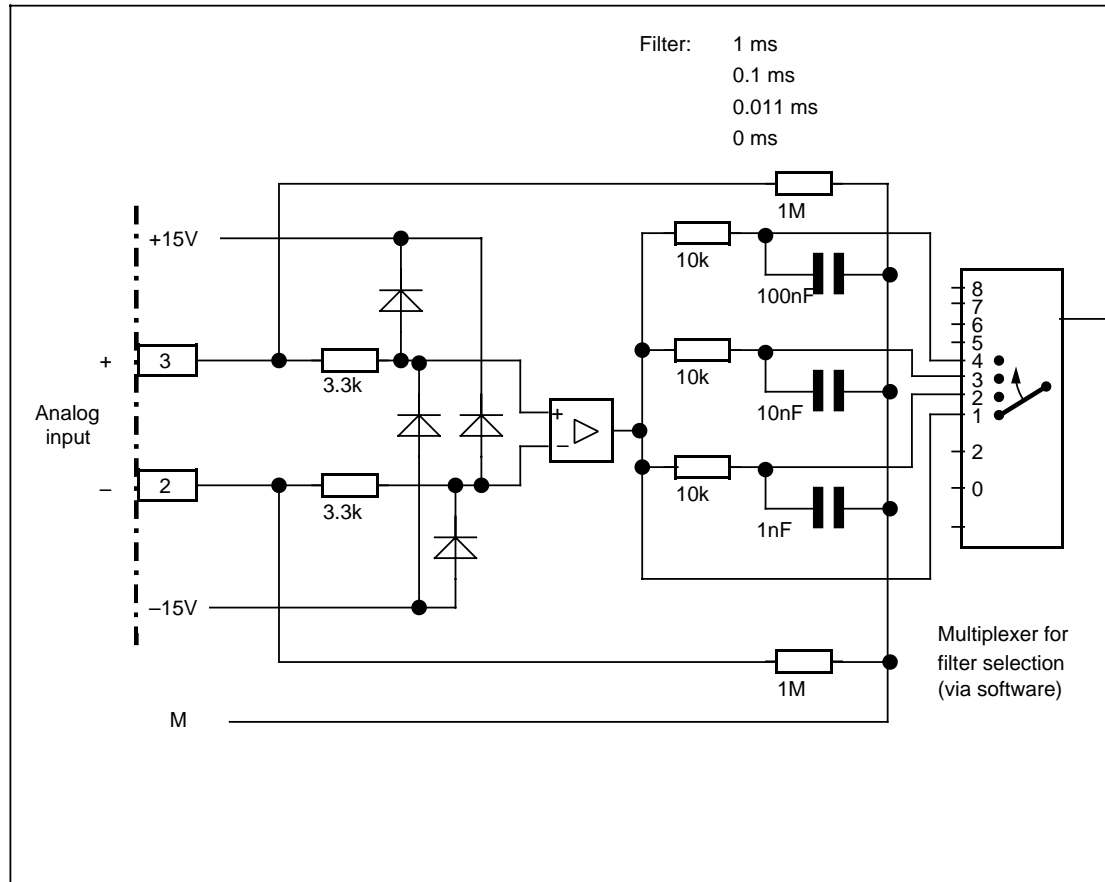 Filter: 1 ms
0.1 ms
0.011 ms
0 ms
1M
+15V
10k
100nF
8
7
6
5
4
3
2
1
2
0
+
3
3.3k
10k
10nF
Analog
input
+
–
–
2
3.3k
10k
1nF
–15V
1M
M
Multiplexer for
filter selection
(via software)